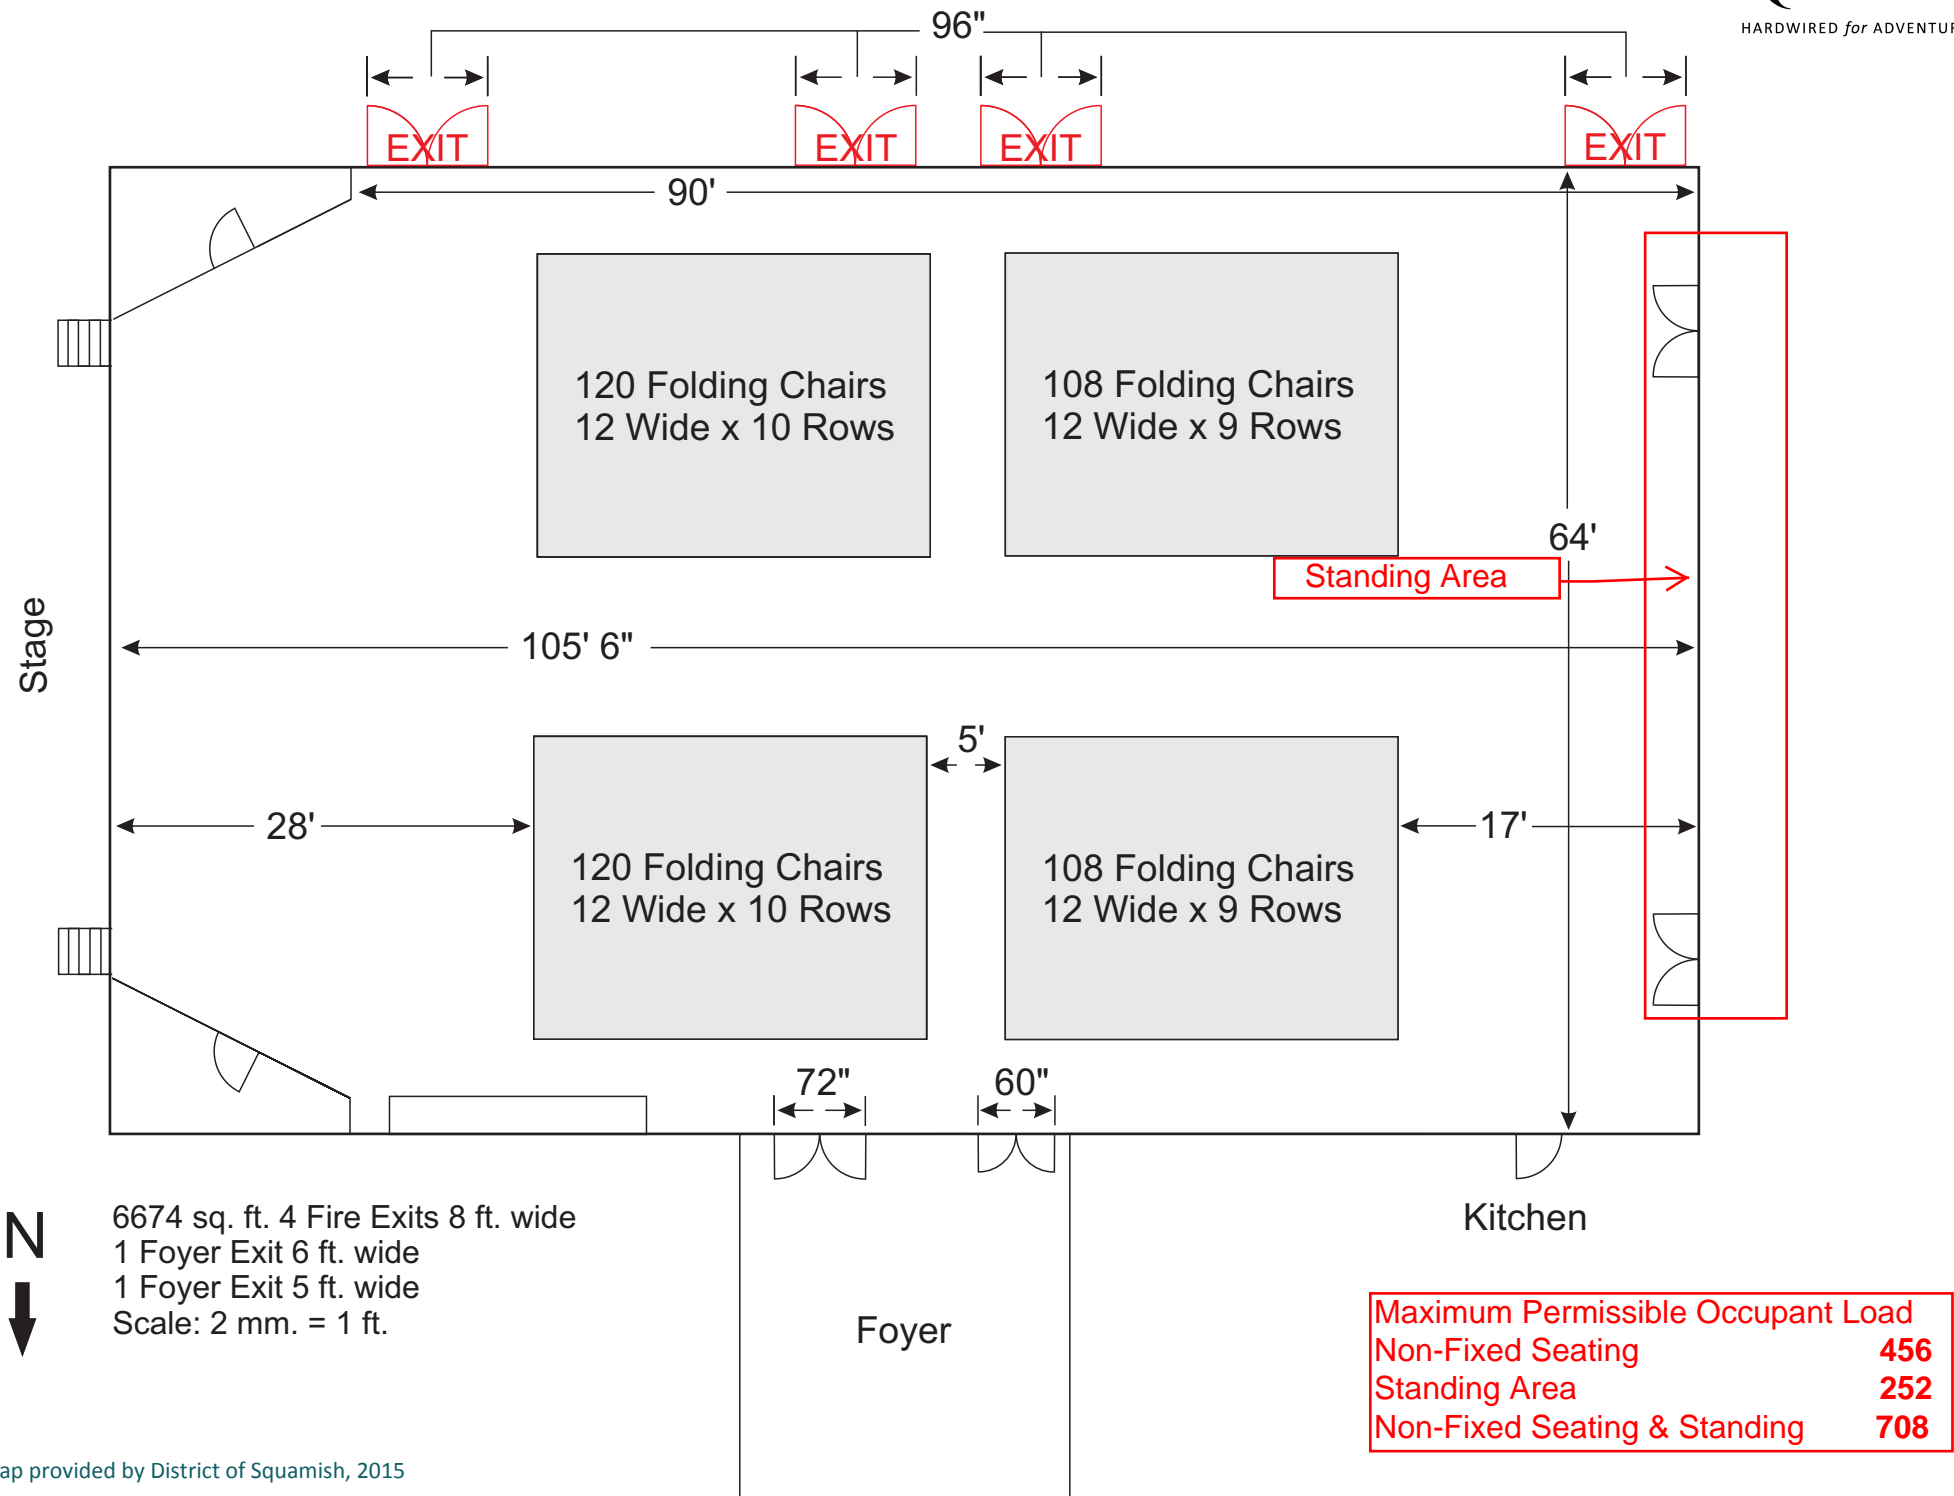 HARDWIRED for
96"
EXIT
EXIT
EXIT
EXIT
90'
120 Folding Chairs
12 Wide x 10 Rows
108 Folding Chairs
12 Wide x 9 Rows
64'
Standing Area
Stage
105' 6"
5'
28'
17'
120 Folding Chairs
12 Wide x 10 Rows
108 Folding Chairs
12 Wide x 9 Rows
72"
60"
N
6674 sq. ft. 4 Fire Exits 8 ft. wide
1 Foyer Exit 6 ft. wide
1 Foyer Exit 5 ft. wide
Scale: 2 mm. = 1 ft.
Kitchen
Foyer
Maximum Permissible Occupant Load
Non-Fixed Seating 456
Standing Area 252
Non-Fixed Seating & Standing 708
ap provided by District of Squamish, 2015